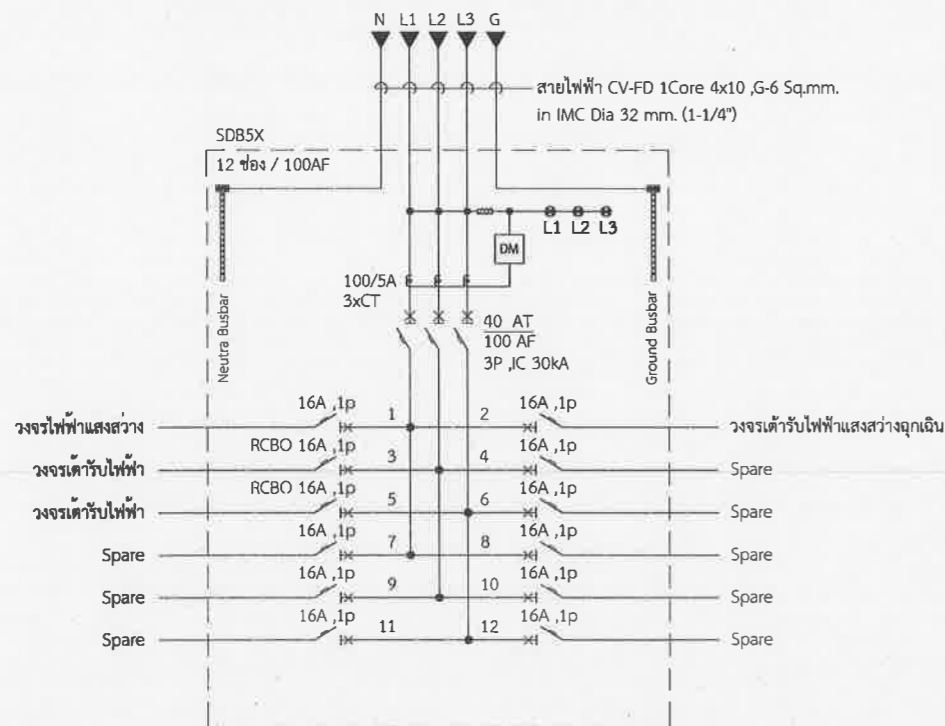 N L1 L2 L3 G
สายไฟฟ้า CV-FD 1Core 4x10 ,G-6 Sq.mm.
in IMC Dia 32 mm. (1-1/4")
SDB5X
12 ช่อง / 100AF
L1 L2 L3
DM
100/5A
3xCT
Neutra Busbar
Ground Busbar
40 AT
100 AF
3P ,IC 30kA
16A ,1p 1 2 16A ,1p
วงจรไฟฟ้าแสงสว่าง
วงจรเต้ารับไฟฟ้าแสงสว่างฉุกเฉิน
RCBO 16A ,1p 3 4 16A ,1p
วงจรเต้ารับไฟฟ้า
Spare
RCBO 16A ,1p 5 6 16A ,1p
วงจรเต้ารับไฟฟ้า
Spare
16A ,1p 7 8 16A ,1p
Spare
Spare
16A ,1p 9 10 16A ,1p
Spare
Spare
16A ,1p 11 12 16A ,1p
Spare
Spare